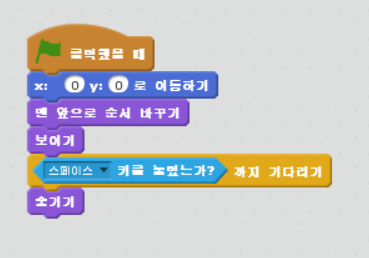 클릭했을 때
x: 0 y: 0 로 이동하기
맨 앞으로 순서 바꾸기
보이기
스페이스 키를 눌렀는가? 까지 기다리기
숨기기